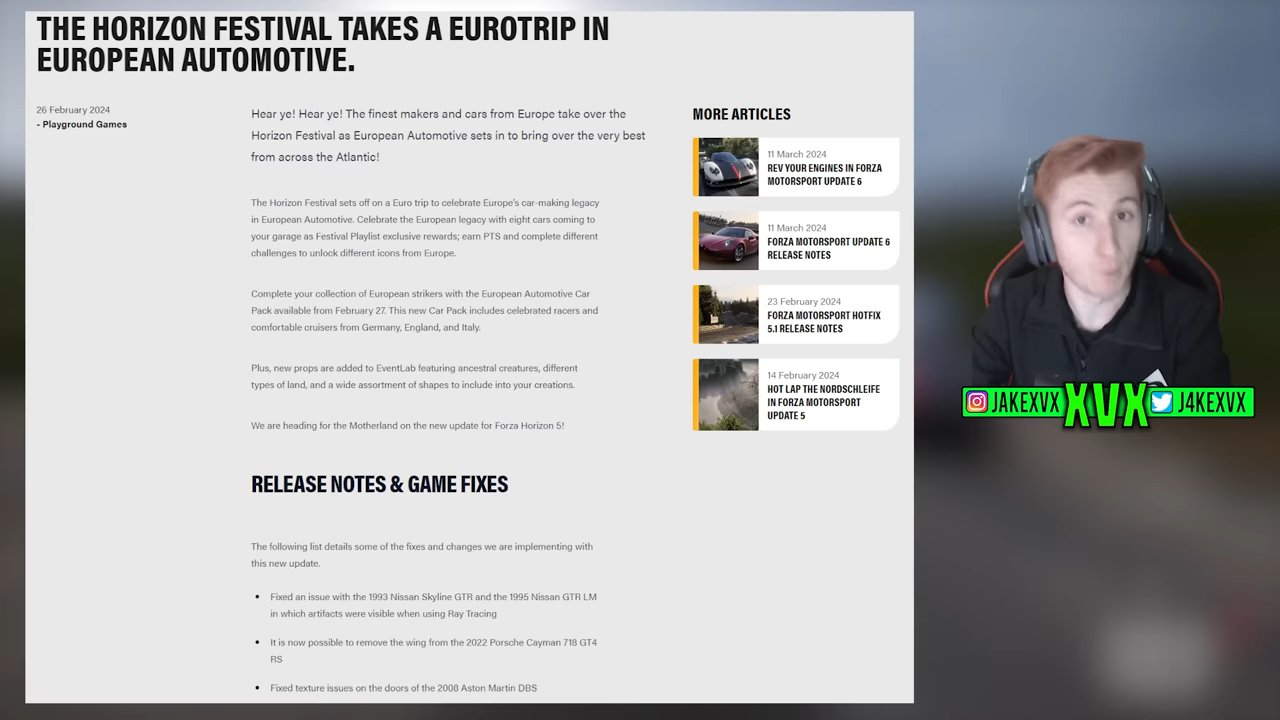 THE HORIZON FESTIVAL TAKES A EUROTRIP IN
EUROPEAN AUTOMOTIVE.
26 February 2024
- Playground Games
Hear ye! Hear ye! The finest makers and cars from Europe take over the
Horizon Festival as European Automotive sets in to bring over the very best
from across the Atlantic!
The Horizon Festival sets off on a Euro trip to celebrate Europe's car-making legacy
in European Automotive. Celebrate the European legacy with eight cars coming to
your garage as Festival Playlist exclusive rewards; earn PTS and complete different
challenges to unlock different icons from Europe.
Complete your collection of European strikers with the European Automotive Car
Pack available from February 27. This new Car Pack includes celebrated racers and
comfortable cruisers from Germany, England, and Italy.
Plus, new props are added to EventLab featuring ancestral creatures, different
types of land, and a wide assortment of shapes to include into your creations.
We are heading for the Motherland on the new update for Forza Horizon 5!
RELEASE NOTES & GAME FIXES
The following list details some of the fixes and changes we are implementing with
this new update.
• Fixed an issue with the 1993 Nissan Skyline GTR and the 1995 Nissan GTR LM
in which artifacts were visible when using Ray Tracing
• It is now possible to remove the wing from the 2022 Porsche Cayman 718 GT4
RS
• Fixed texture issues on the doors of the 2008 Aston Martin DBS
MORE ARTICLES
11 March 2024
REV YOUR ENGINES IN FORZA
MOTORSPORT UPDATE 6
11 March 2024
FORZA MOTORSPORT UPDATE 6
RELEASE NOTES
23 February 2024
FORZA MOTORSPORT HOTFIX
5.1 RELEASE NOTES
14 February 2024
HOT LAP THE NORDSCHLEIFE
IN FORZA MOTORSPORT
UPDATE 5
JAKEXVX XVX J4KEXVX